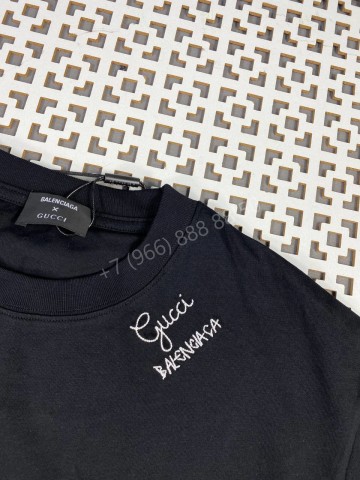 BALENCIAGA
X
GUCCI
+7 (966) 888 8
Gucci
BALENCIAGA